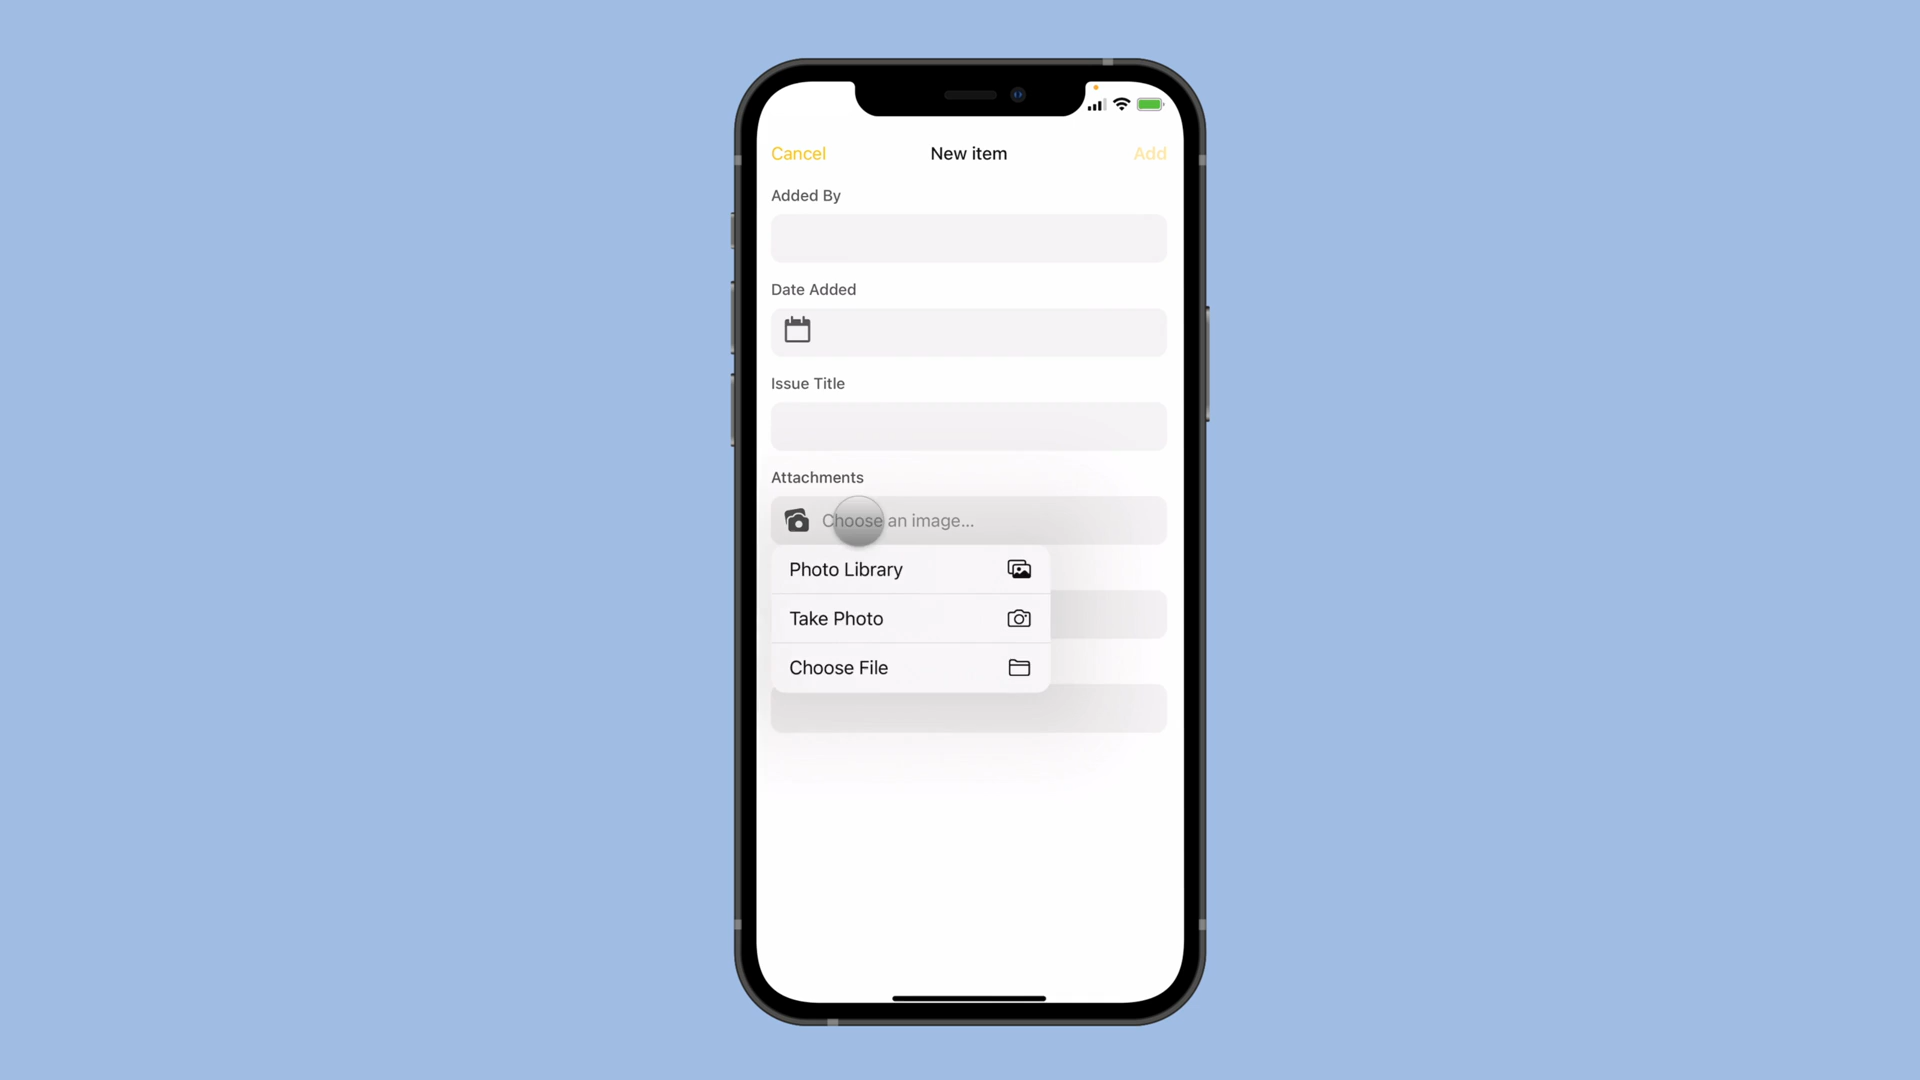 Cancel New item Add
Added By
Date Added
Issue Title
Attachments
Choose an image...
Photo Library
Take Photo
Choose File